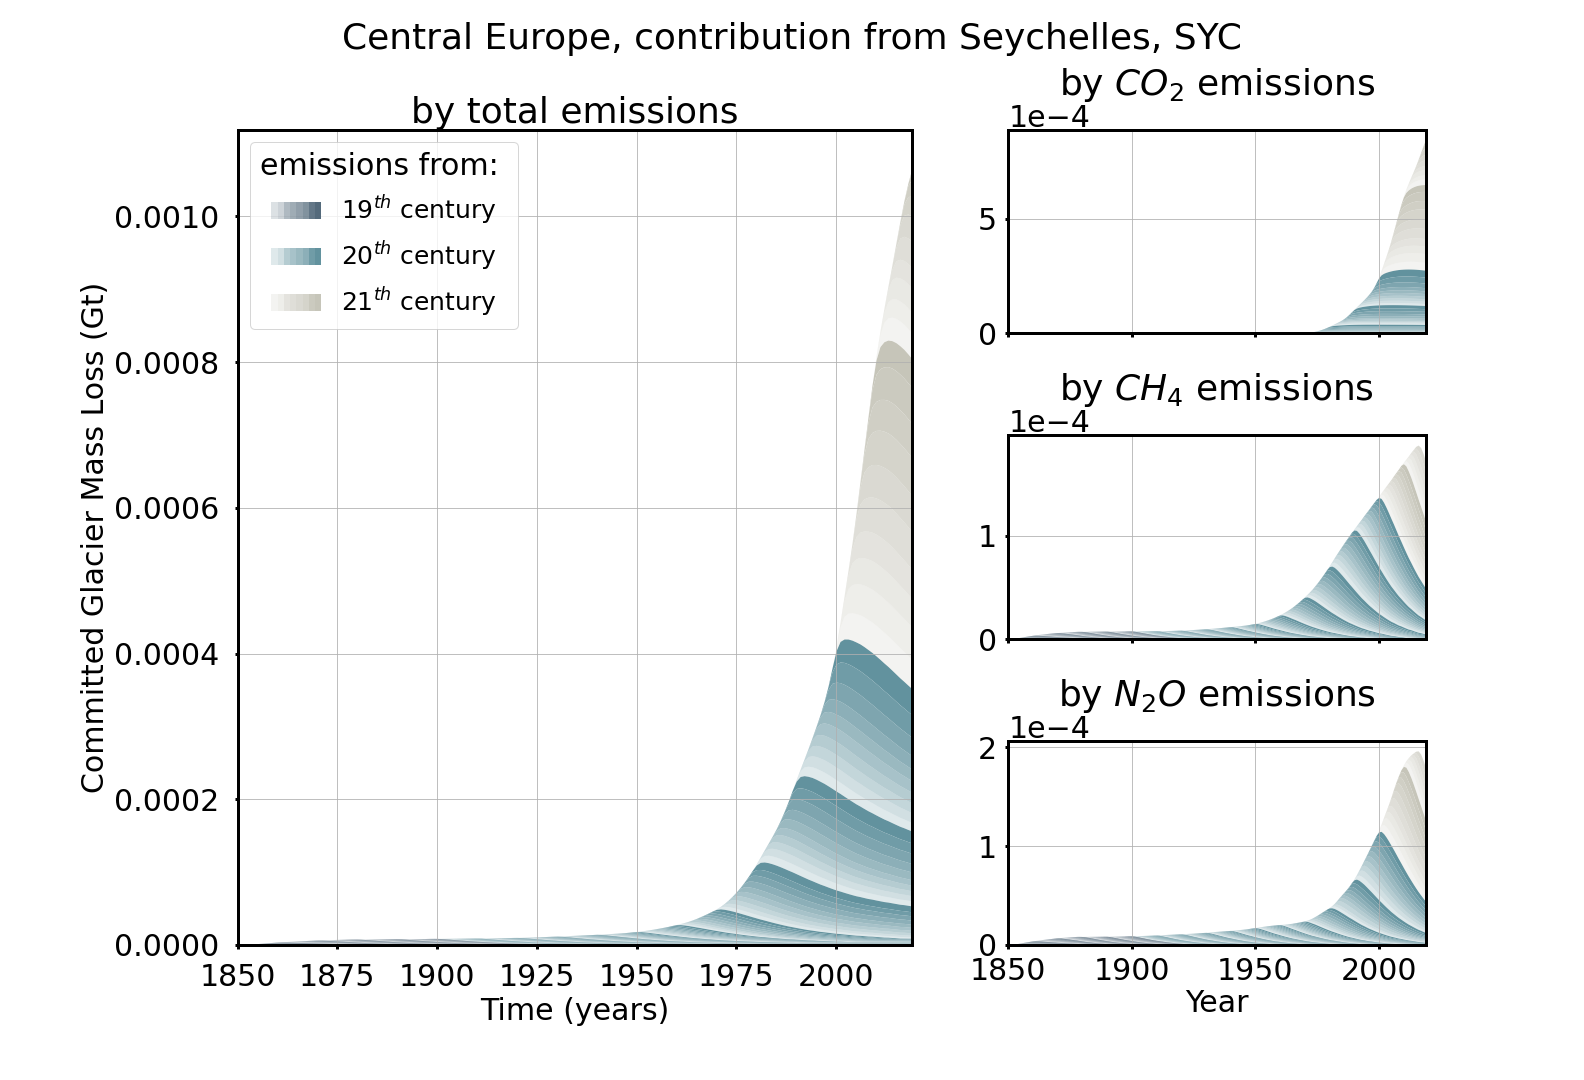 Central Europe, contribution from Seychelles, SYC
by total emissions
emissions from:
19th century
20th century
21th century
Committed Glacier Mass Loss (Gt)
0.0010
0.0008
0.0006
0.0004
0.0002
0.0000
1850 1875 1900 1925 1950 1975 2000
Time (years)
by CO2 emissions
1e−4
5
0
by CH4 emissions
1e−4
1
0
by N2O emissions
1e−4
2
1
0
1850 1900 1950 2000
Year